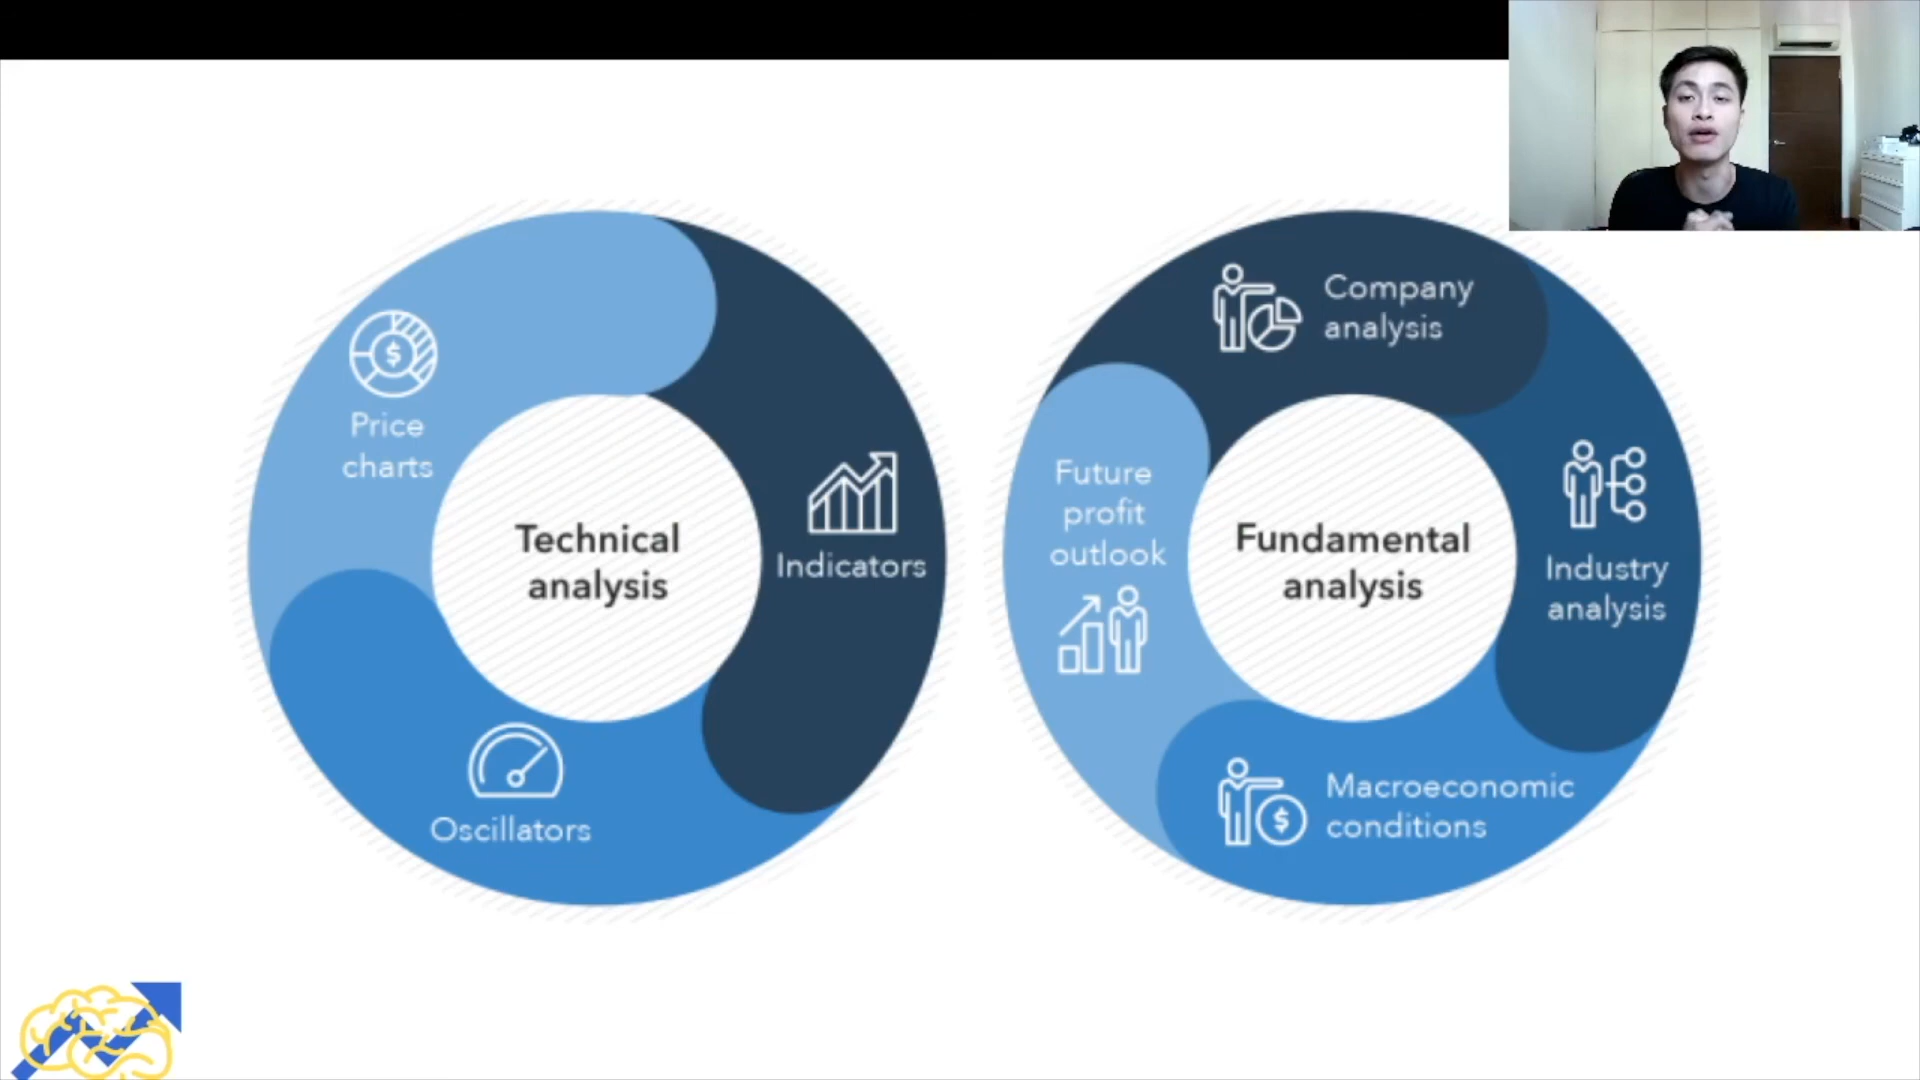 Price
charts
Technical
analysis
Indicators
Oscillators
Company
analysis
Future
profit
outlook
Fundamental
analysis
Industry
analysis
Macroeconomic
conditions